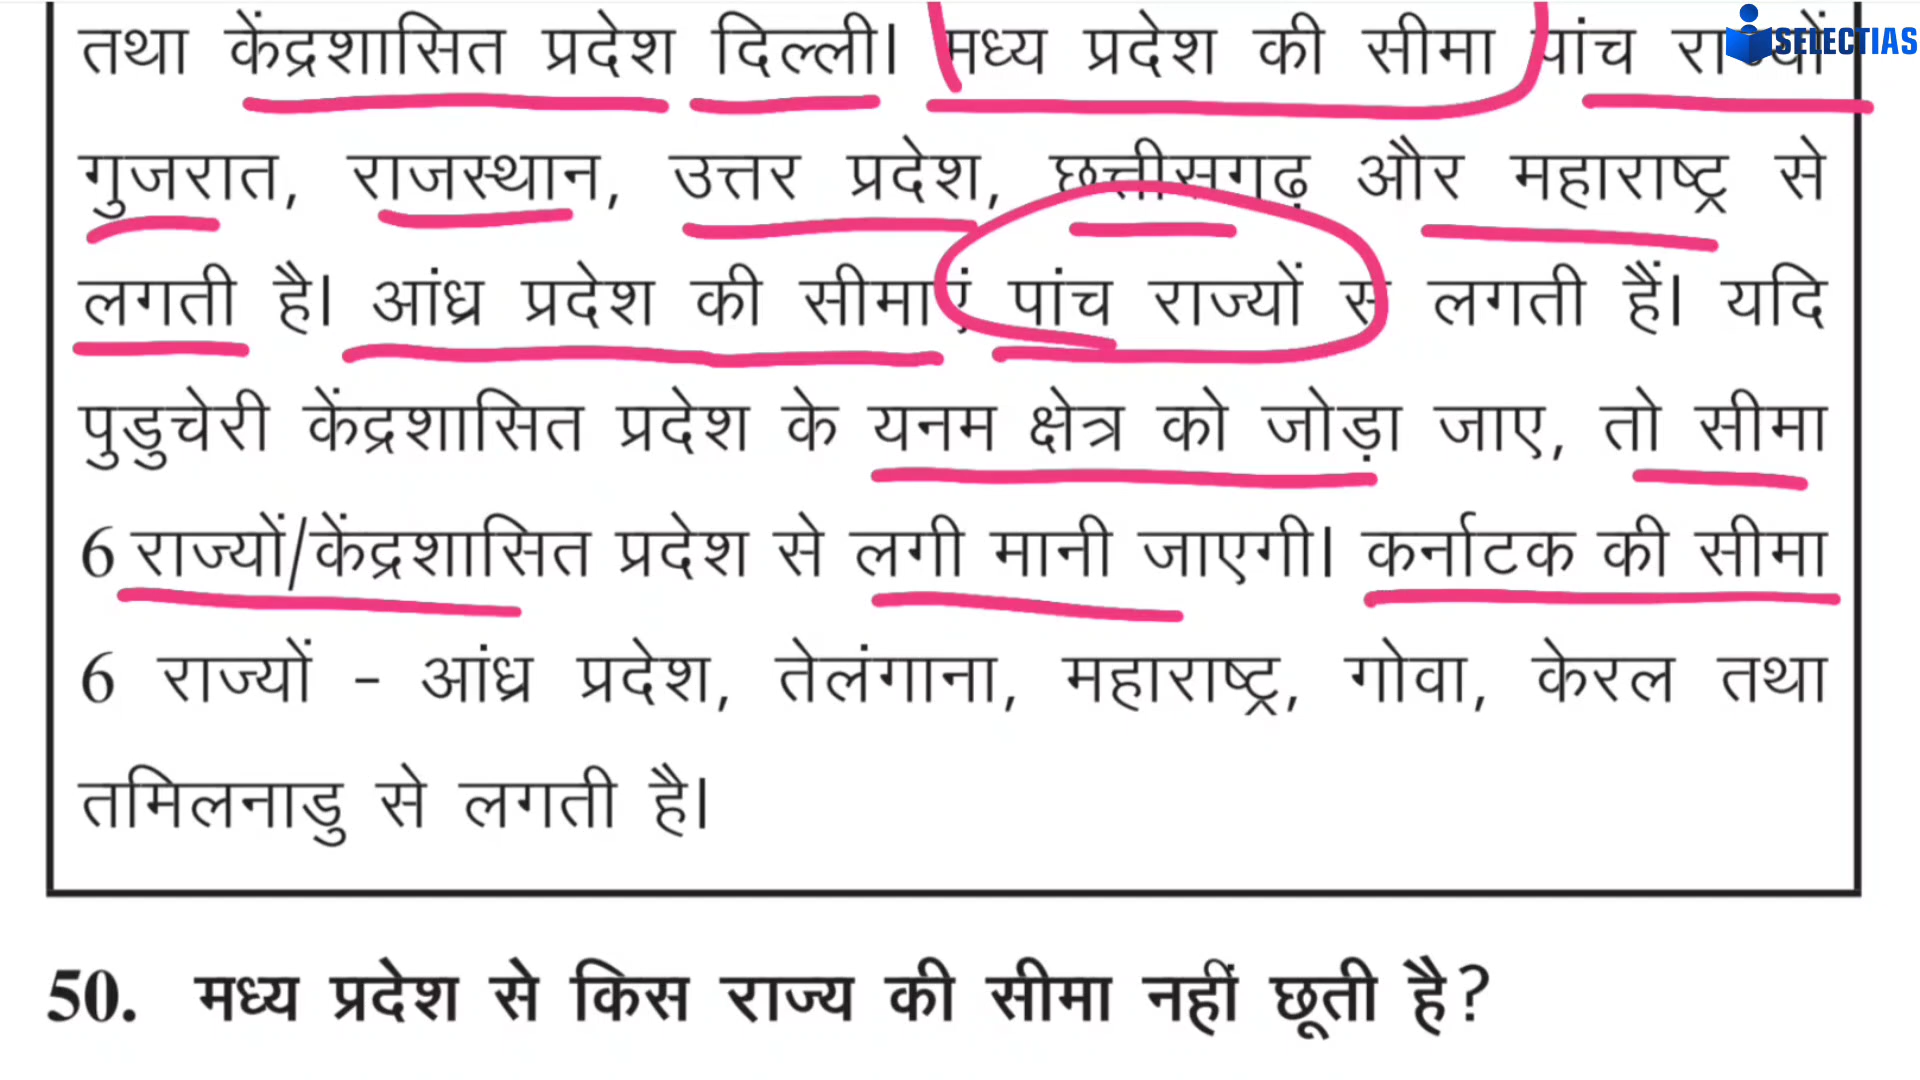 तथा केंद्रशासित प्रदेश दिल्ली। मध्य प्रदेश की सीमा पांच राज्यों
SELECTIAS
गुजरात, राजस्थान, उत्तर प्रदेश, छत्तीसगढ़ और महाराष्ट्र से
लगती है। आंध्र प्रदेश की सीमाएं पांच राज्यों से लगती हैं। यदि
पुडुचेरी केंद्रशासित प्रदेश के यनम क्षेत्र को जोड़ा जाए, तो सीमा
6 राज्यों/केंद्रशासित प्रदेश से लगी मानी जाएगी। कर्नाटक की सीमा
6 राज्यों - आंध्र प्रदेश, तेलंगाना, महाराष्ट्र, गोवा, केरल तथा
तमिलनाडु से लगती है।
50. मध्य प्रदेश से किस राज्य की सीमा नहीं छूती है?